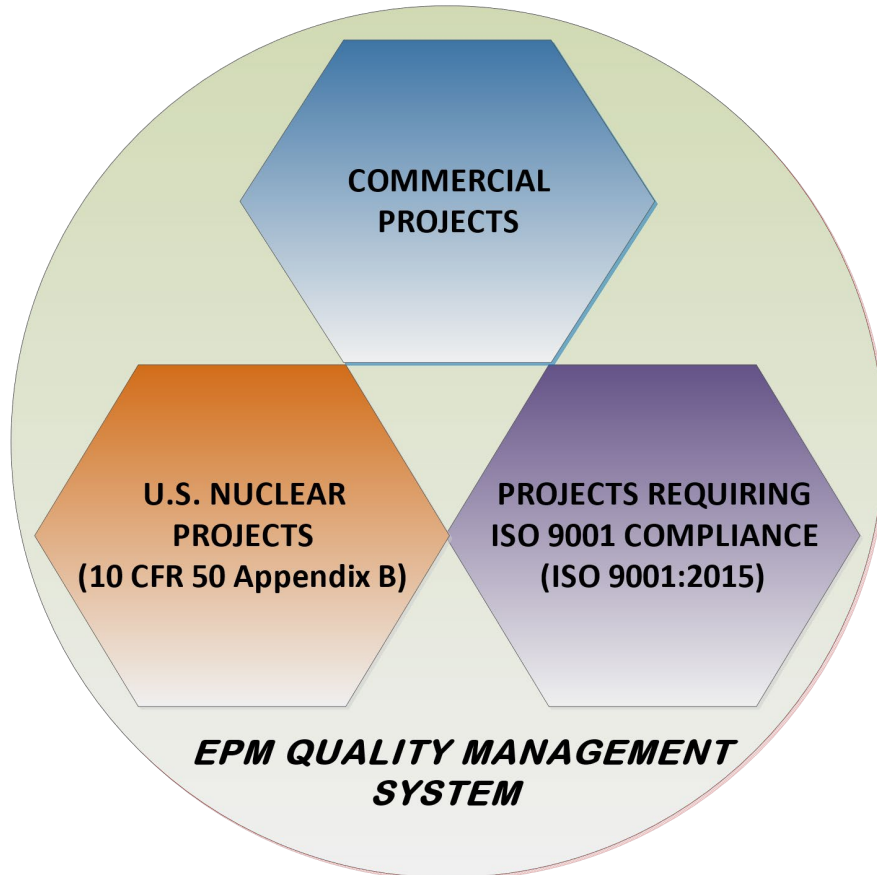 COMMERCIAL
PROJECTS
U.S. NUCLEAR
PROJECTS
(10 CFR 50 Appendix B)
PROJECTS REQUIRING
ISO 9001 COMPLIANCE
(ISO 9001:2015)
EPM QUALITY MANAGEMENT
SYSTEM